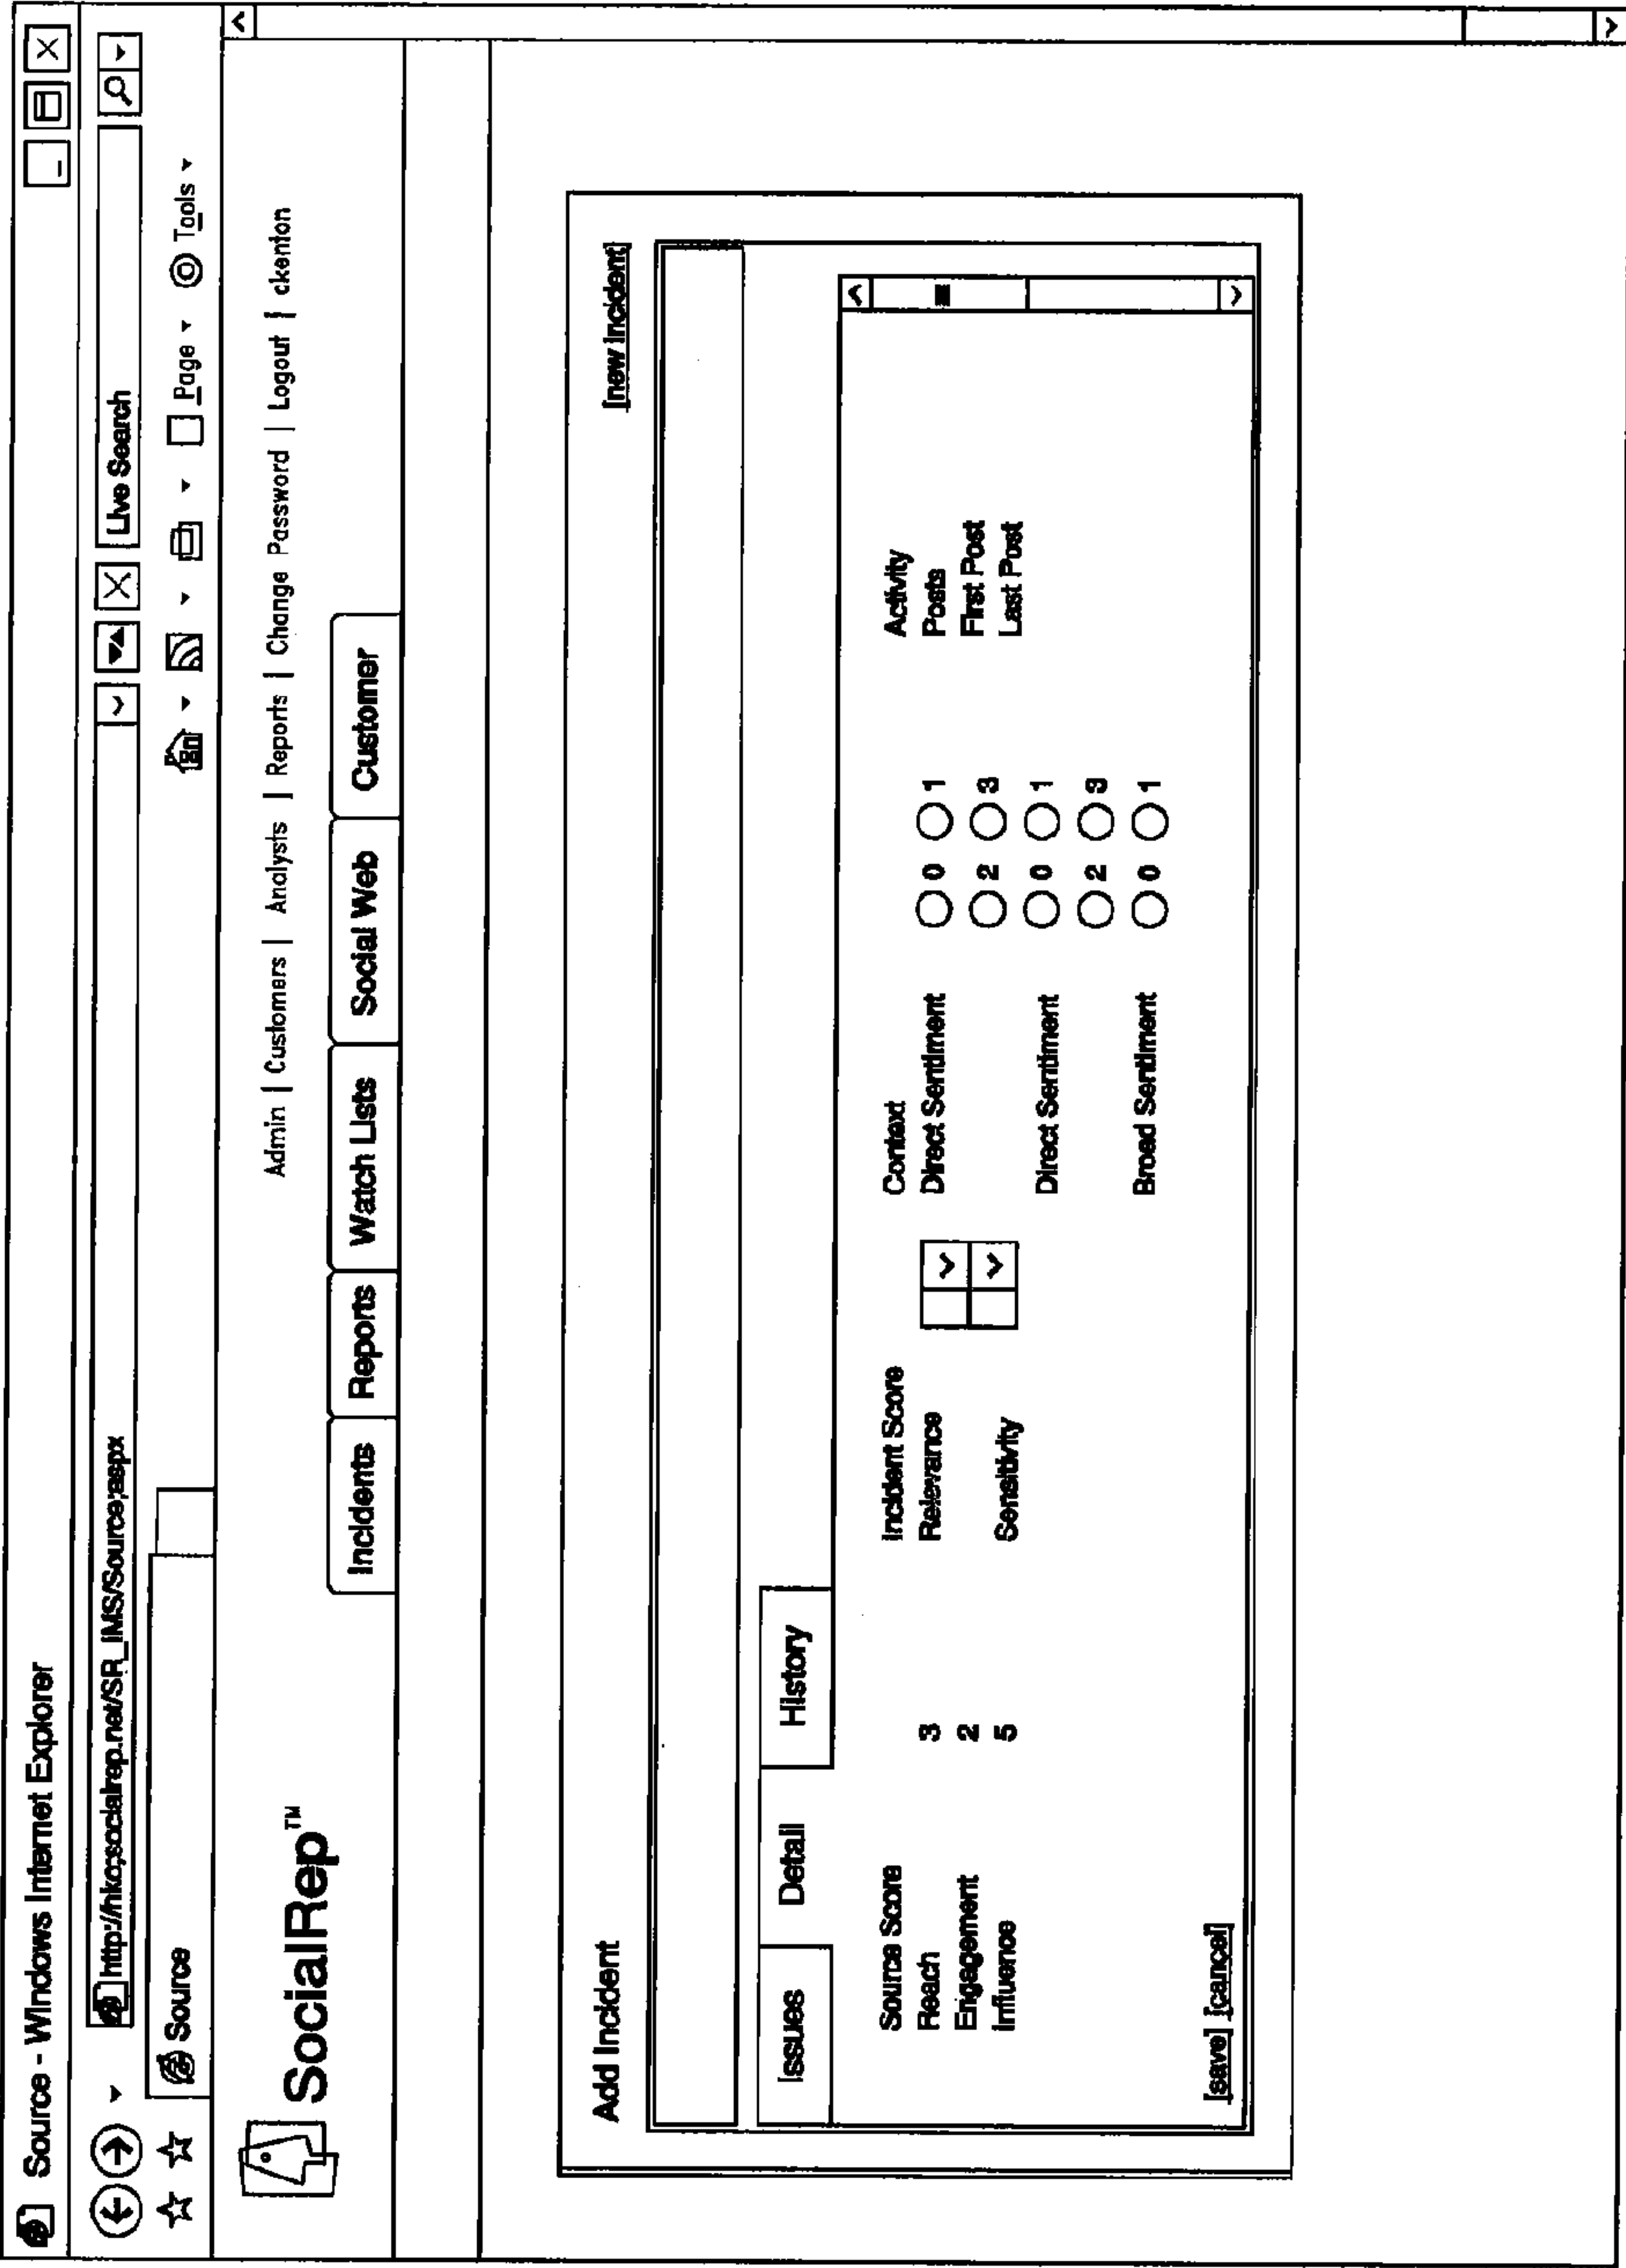 Source - Windows Internet Explorer
http://hkc;socialrep.net/SR_IMS/Source;aspx
Live Search
Source
Page
Tools
Admin | Customers | Analysts | Reports | Change Password | Logout | ckenton
SocialRep™
Incidents Reports Watch Lists Social Web Customer
Add Incident
[new incident]
Issues Detail History
Source Score Incident Score Context Activity
Reach 3 Relevance Direct Sentiment 0 1 Posts
Engagement 2 2 3 First Post
Influence 5 Sensitivity Direct Sentiment 0 1 Last Post
2 3
Broad Sentiment 0 1
[save] [cancel]